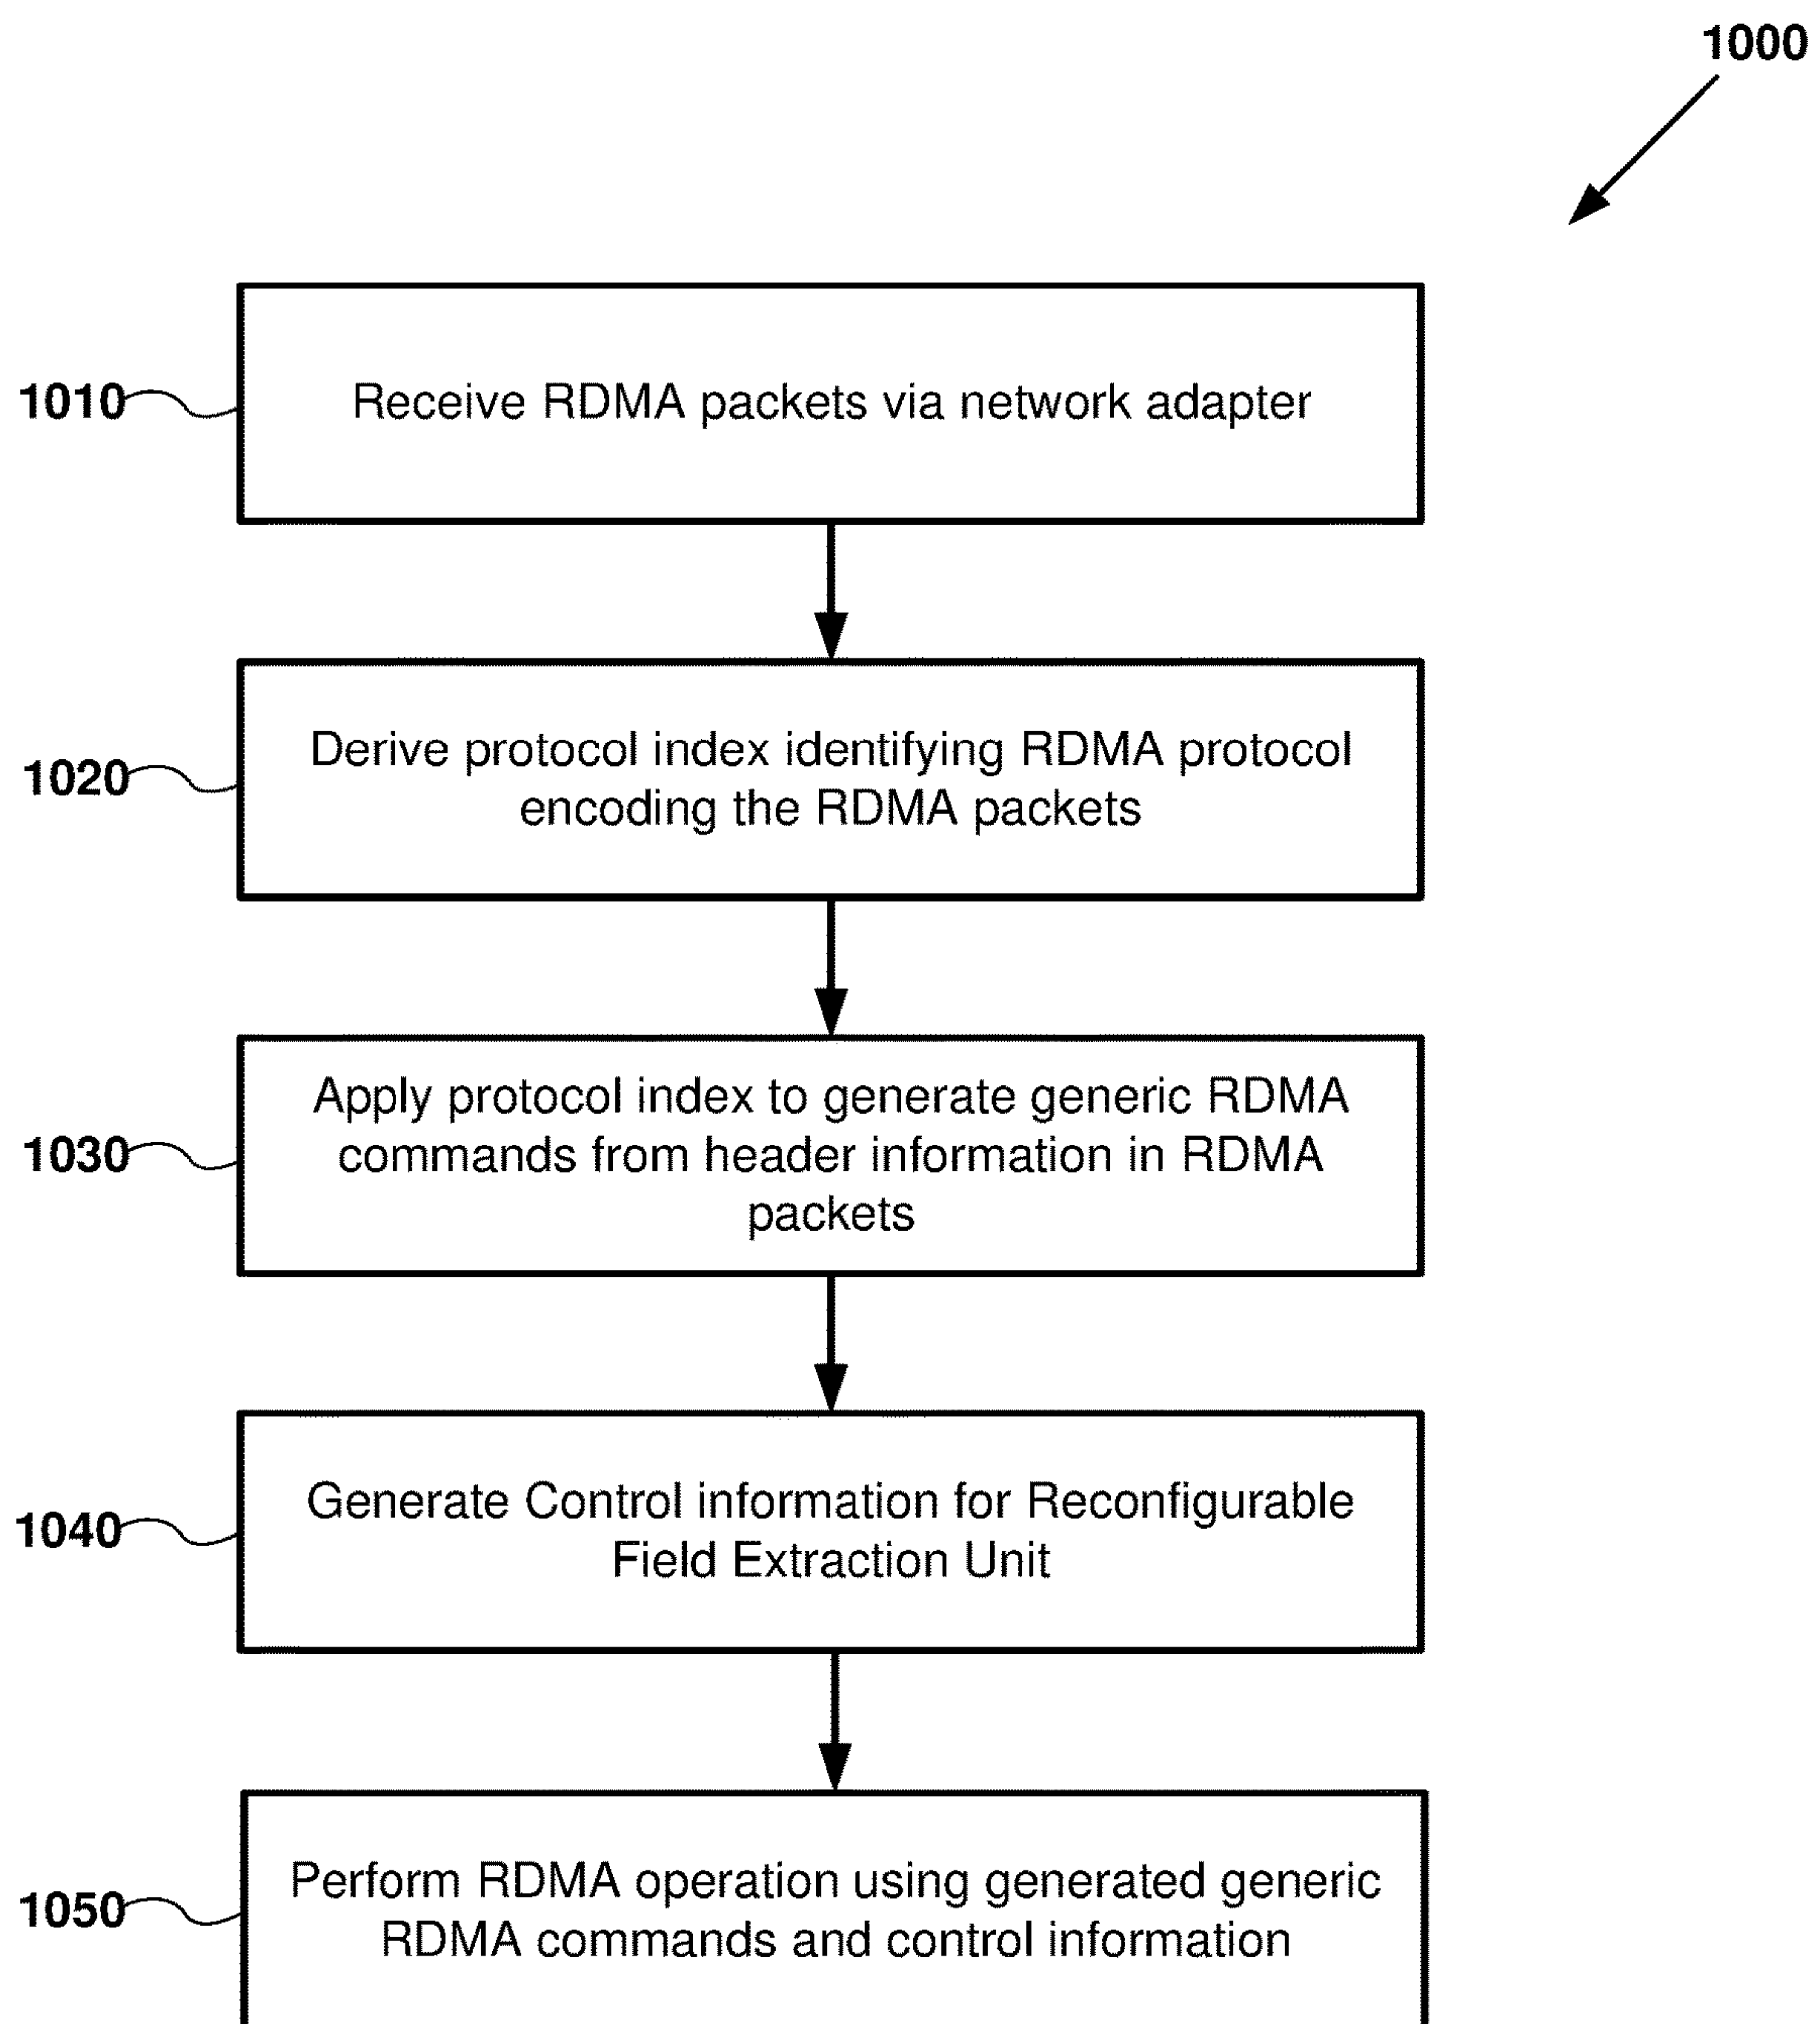 1000
1010
Receive RDMA packets via network adapter
1020
Derive protocol index identifying RDMA protocol
encoding the RDMA packets
1030
Apply protocol index to generate generic RDMA
commands from header information in RDMA
packets
1040
Generate Control information for Reconfigurable
Field Extraction Unit
1050
Perform RDMA operation using generated generic
RDMA commands and control information